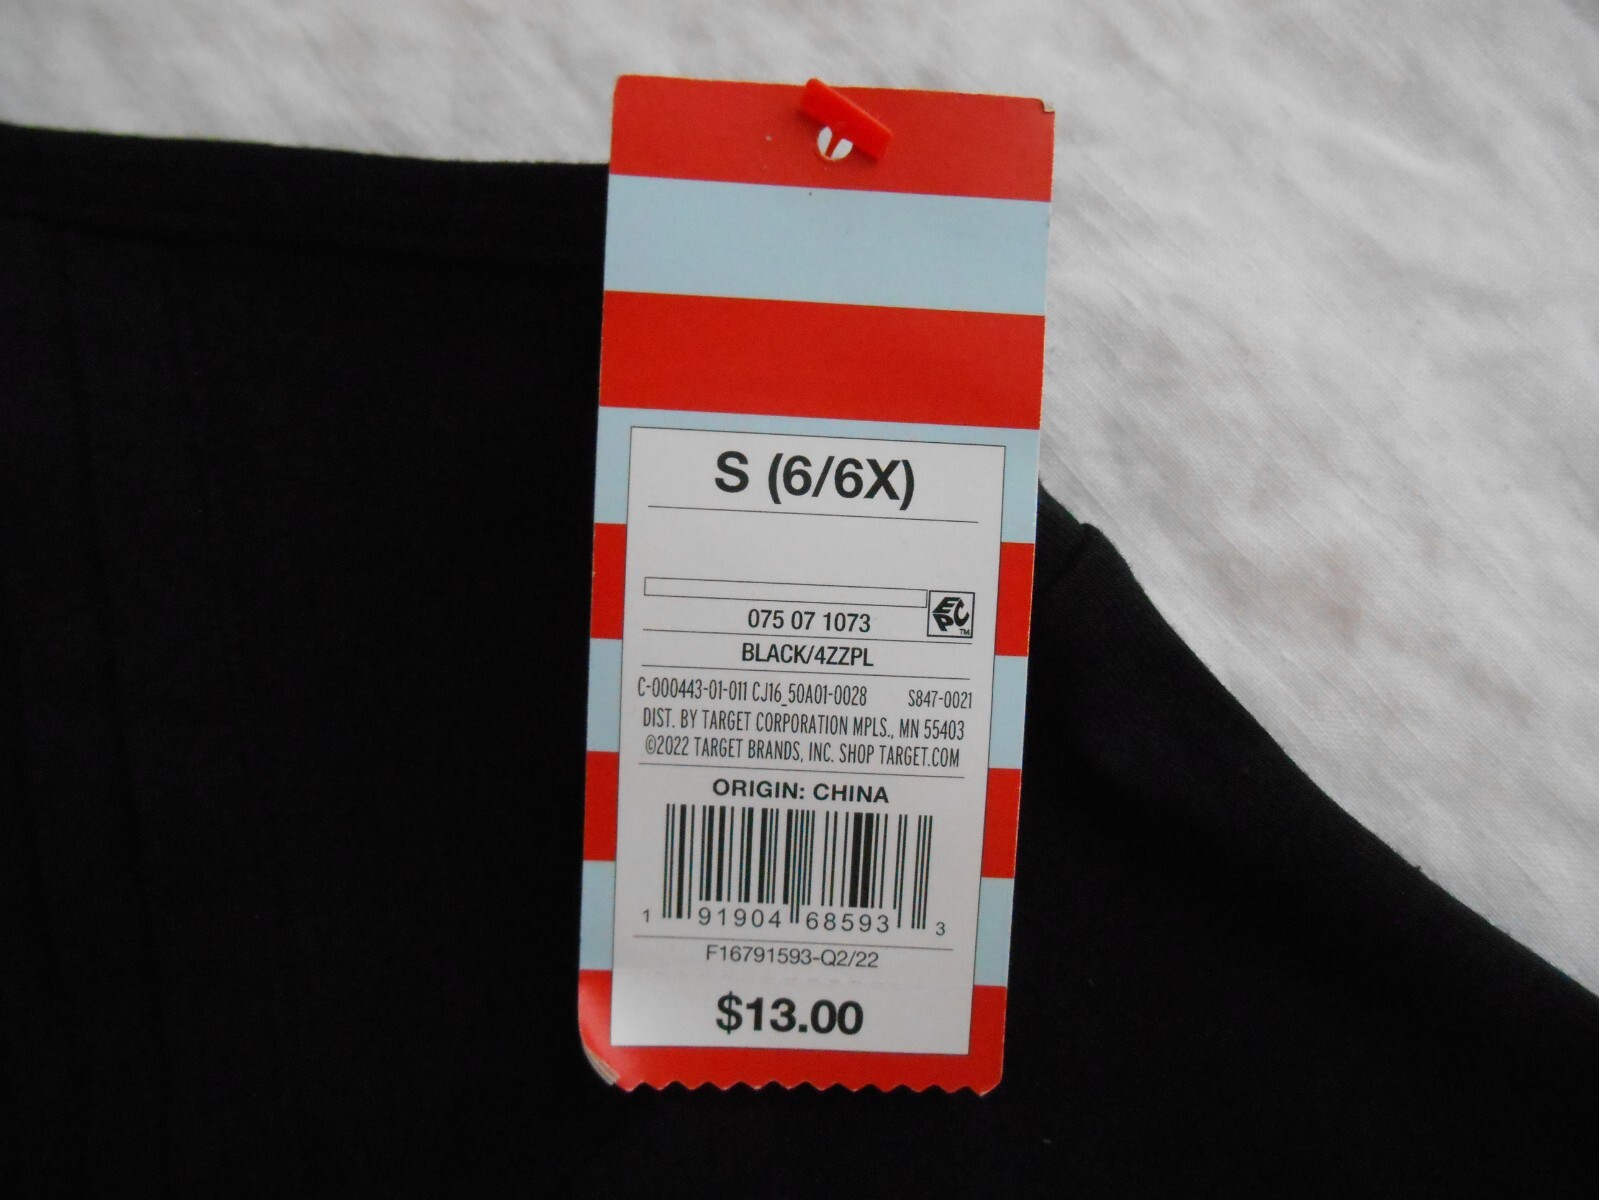 S (6/6X)
075 07 1073
EPC™
BLACK/4ZZPL
C-000443-01-011 CJ16_50A01-0028 S847-0021
DIST. BY TARGET CORPORATION MPLS., MN 55403
©2022 TARGET BRANDS, INC. SHOP TARGET.COM
ORIGIN: CHINA
1 91904 68593 3
F16791593-Q2/22
$13.00